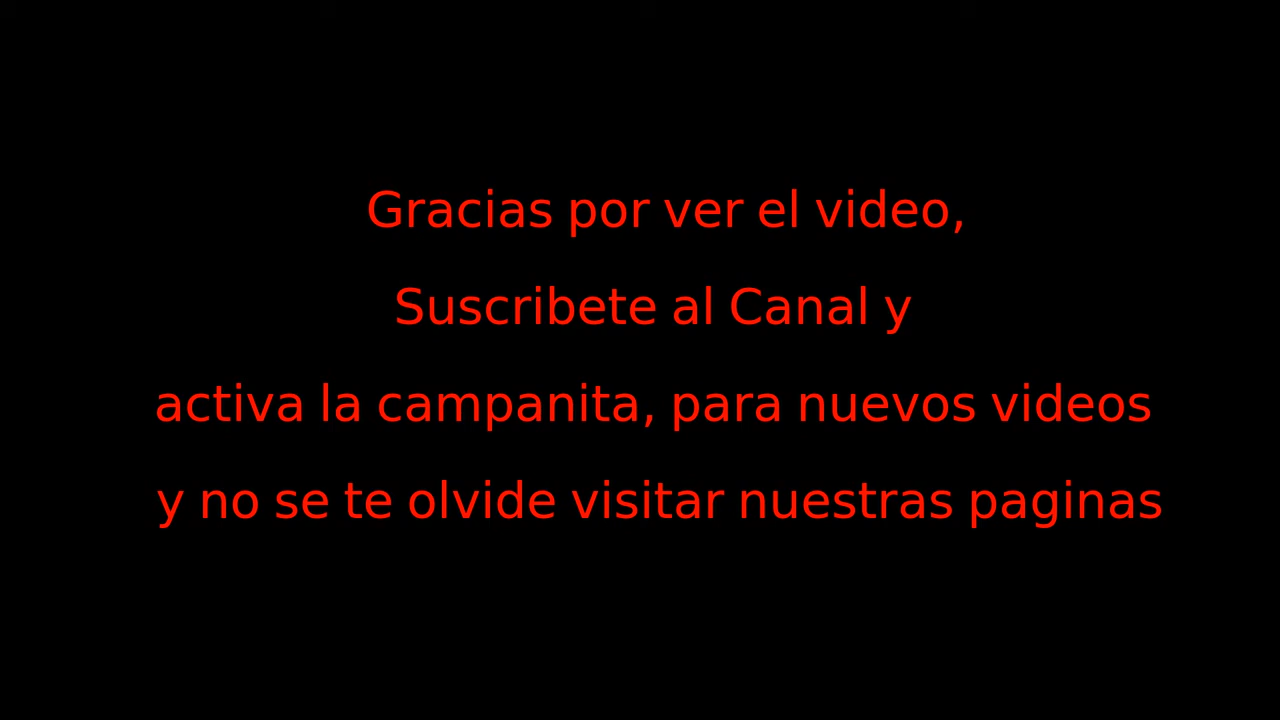 Gracias por ver el video,
Suscribete al Canal y
activa la campanita, para nuevos videos
y no se te olvide visitar nuestras paginas